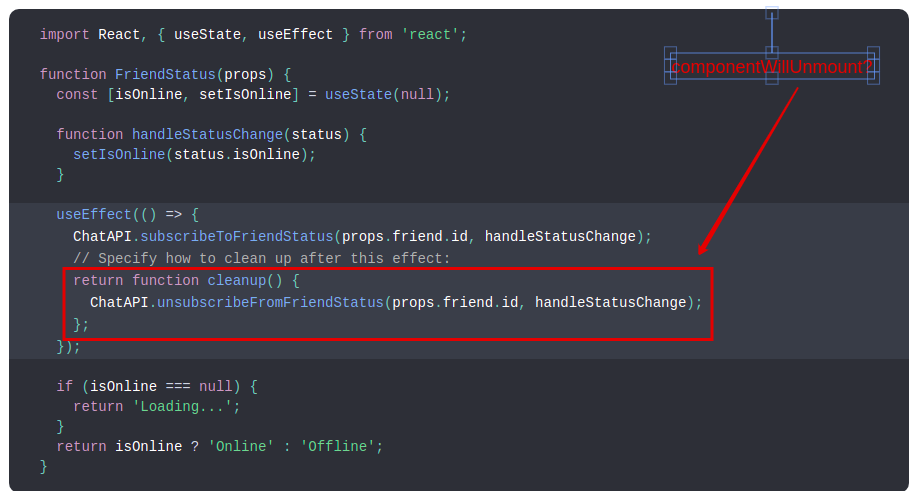 import React, { useState, useEffect } from 'react';
componentWillUnmount?
function FriendStatus(props) {
const [isOnline, setIsOnline] = useState(null);
function handleStatusChange(status) {
setIsOnline(status.isOnline);
}
useEffect(() => {
ChatAPI.subscribeToFriendStatus(props.friend.id, handleStatusChange);
// Specify how to clean up after this effect:
return function cleanup() {
ChatAPI.unsubscribeFromFriendStatus(props.friend.id, handleStatusChange);
};
});
if (isOnline === null) {
return 'Loading...';
}
return isOnline ? 'Online' : 'Offline';
}